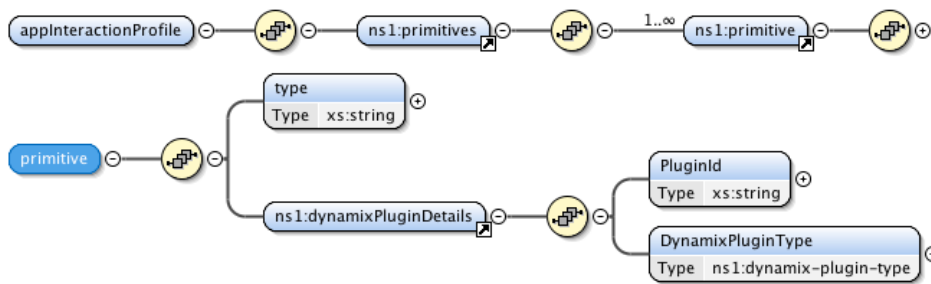 appInteractionProfile ns1:primitives 1..∞ ns1:primitive
type
Type xs:string
primitive
PluginId
Type xs:string
ns1:dynamixPluginDetails
DynamixPluginType
Type ns1:dynamix-plugin-type